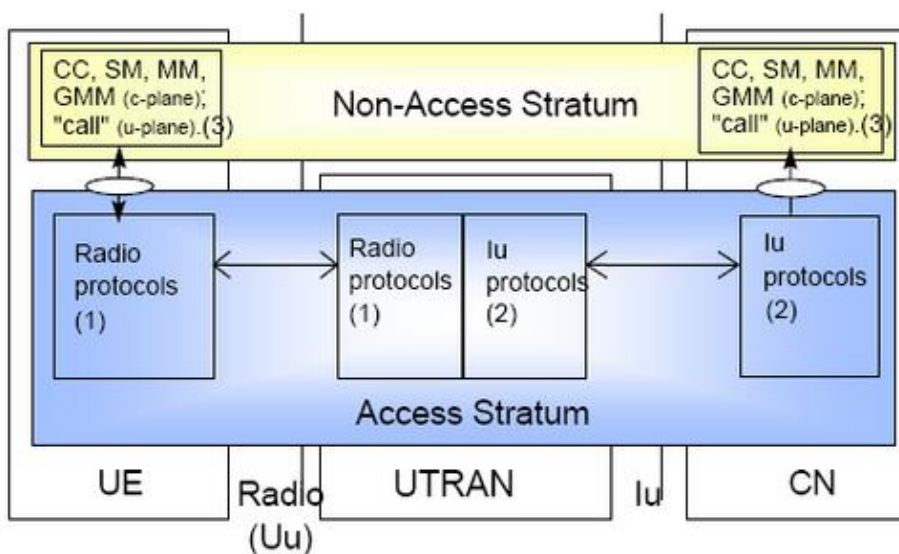 CC, SM, MM,
GMM (c-plane);
"call" (u-plane).(3)
Non-Access Stratum
CC, SM, MM,
GMM (c-plane);
"call" (u-plane).(3)
Radio
protocols
(1)
Radio
protocols
(1)
Iu
protocols
(2)
Iu
protocols
(2)
Access Stratum
UE
Radio
(Uu)
UTRAN
Iu
CN